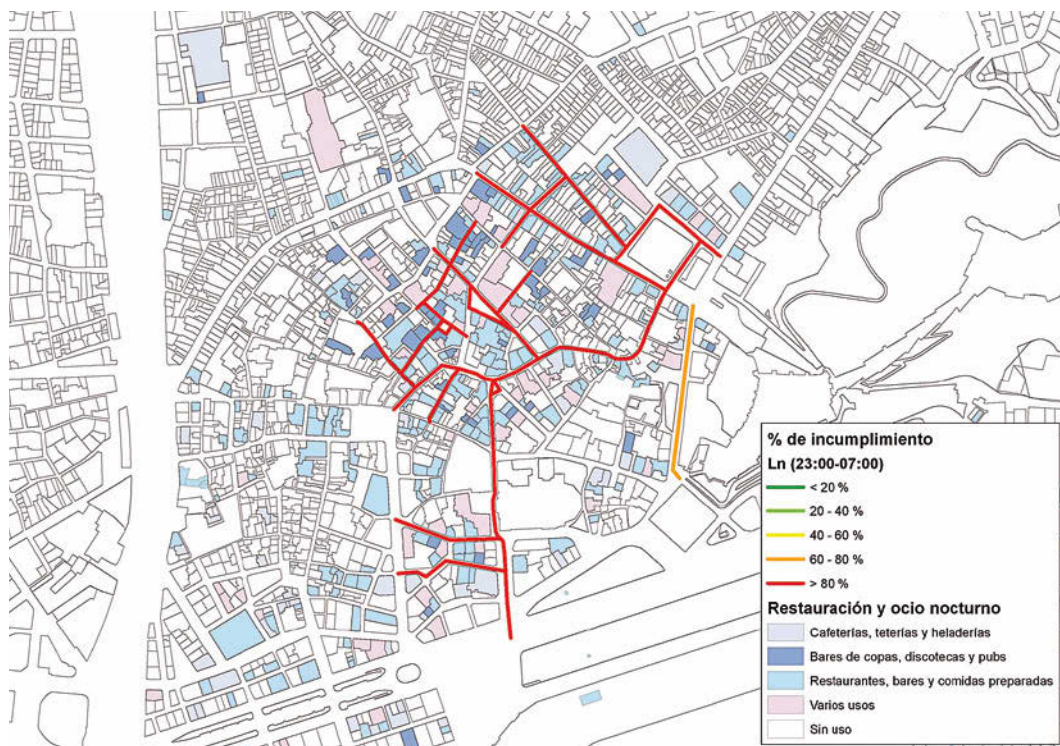 % de incumplimiento
Ln (23:00-07:00)
< 20 %
20 - 40 %
40 - 60 %
60 - 80 %
> 80 %
Restauración y ocio nocturno
Cafeterías, teterías y heladerías
Bares de copas, discotecas y pubs
Restaurantes, bares y comidas preparadas
Varios usos
Sin uso